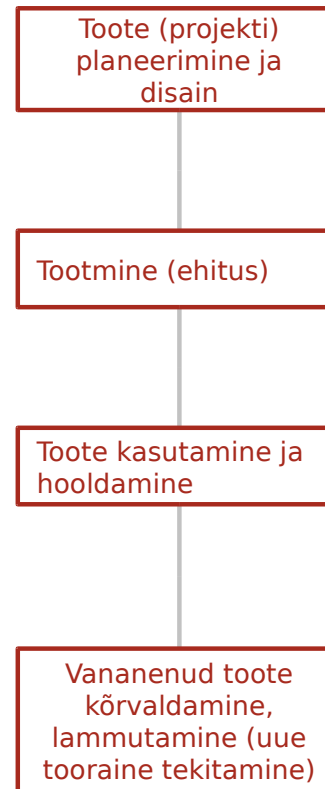 Toote (projekti)
planeerimine ja
disain
Tootmine (ehitus)
Toote kasutamine ja
hooldamine
Vananenud toote
kõrvaldamine,
lammutamine (uue
tooraine tekitamine)